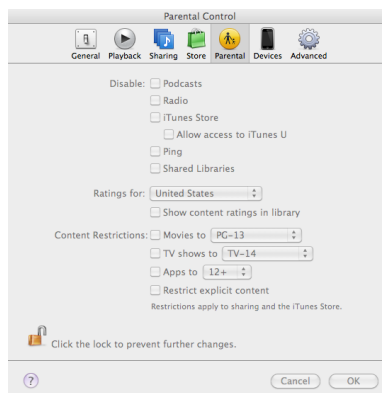 Parental Control
General Playback Sharing Store Parental Devices Advanced
Disable: Podcasts
Radio
iTunes Store
Allow access to iTunes U
Ping
Shared Libraries
Ratings for: United States
Show content ratings in library
Content Restrictions: Movies to PG-13
TV shows to TV-14
Apps to 12+
Restrict explicit content
Restrictions apply to sharing and the iTunes Store.
Click the lock to prevent further changes.
? Cancel OK